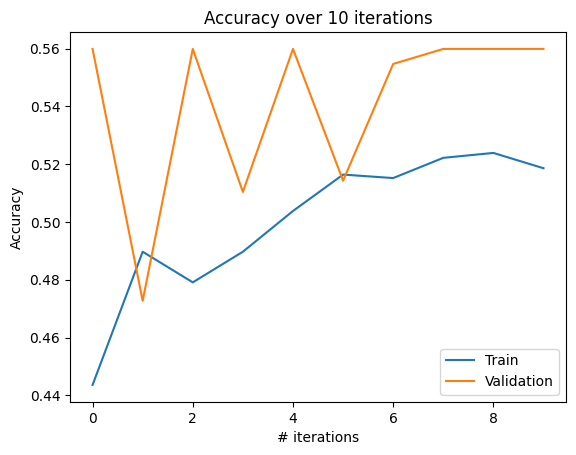 Accuracy over 10 iterations
0.56
0.54
0.52
0.50
0.48
0.46
0.44
Accuracy
0 2 4 6 8
# iterations
Train
Validation